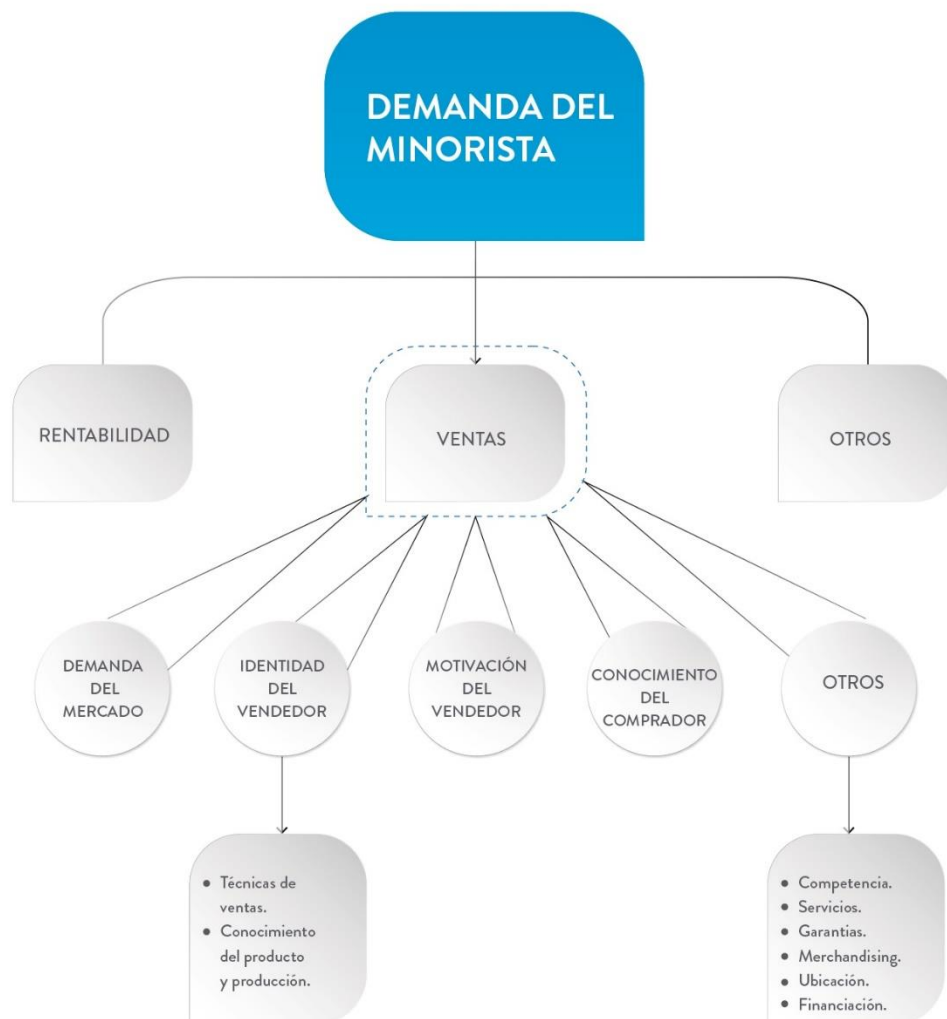 DEMANDA DEL
MINORISTA
RENTABILIDAD
VENTAS
OTROS
DEMANDA
DEL
MERCADO
IDENTIDAD
DEL
VENDEDOR
MOTIVACIÓN
DEL
VENDEDOR
CONOCIMIENTO
DEL
COMPRADOR
OTROS
• Técnicas de
ventas.
• Conocimiento
del producto
y producción.
• Competencia.
• Servicios.
• Garantias.
• Merchandising.
• Ubicación.
• Financiación.